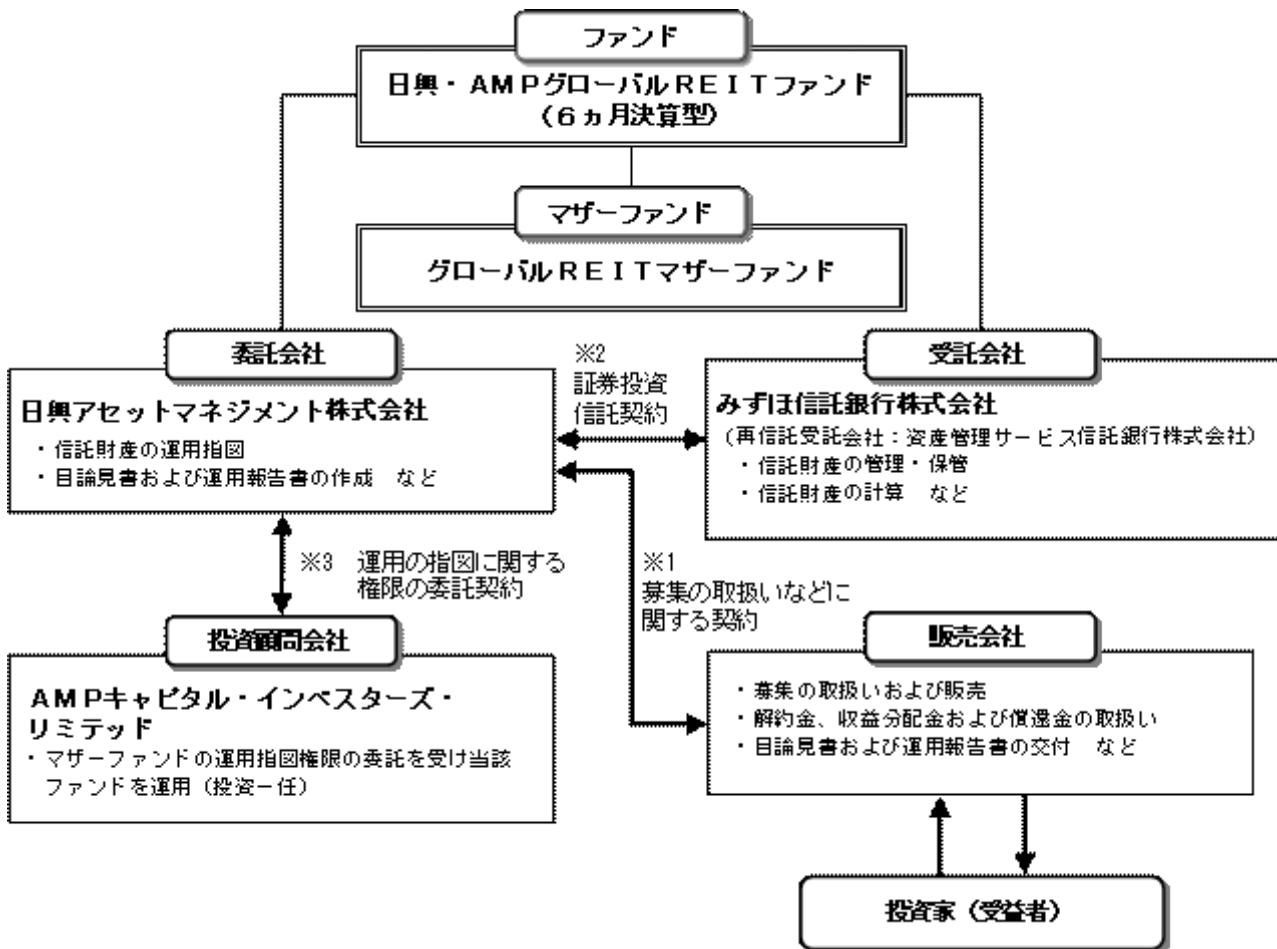 ファンド
日興・ＡＭＰグローバルＲＥＩＴファンド
（６ヵ月決算型）
マザーファンド
グローバルＲＥＩＴマザーファンド
委託会社
日興アセットマネジメント株式会社
・信託財産の運用指図
・目論見書および運用報告書の作成　など
※2
証券投資
信託契約
受託会社
みずほ信託銀行株式会社
（再信託受託会社：資産管理サービス信託銀行株式会社）
・信託財産の管理・保管
・信託財産の計算　など
※3　運用の指図に関する
権限の委託契約
※1
募集の取扱いなどに
関する契約
投資顧問会社
ＡＭＰキャピタル・インベスターズ・
リミテッド
・マザーファンドの運用指図権限の委託を受け当該
ファンドを運用（投資一任）
販売会社
・募集の取扱いおよび販売
・解約金、収益分配金および償還金の取扱い
・目論見書および運用報告書の交付　など
投資家（受益者）